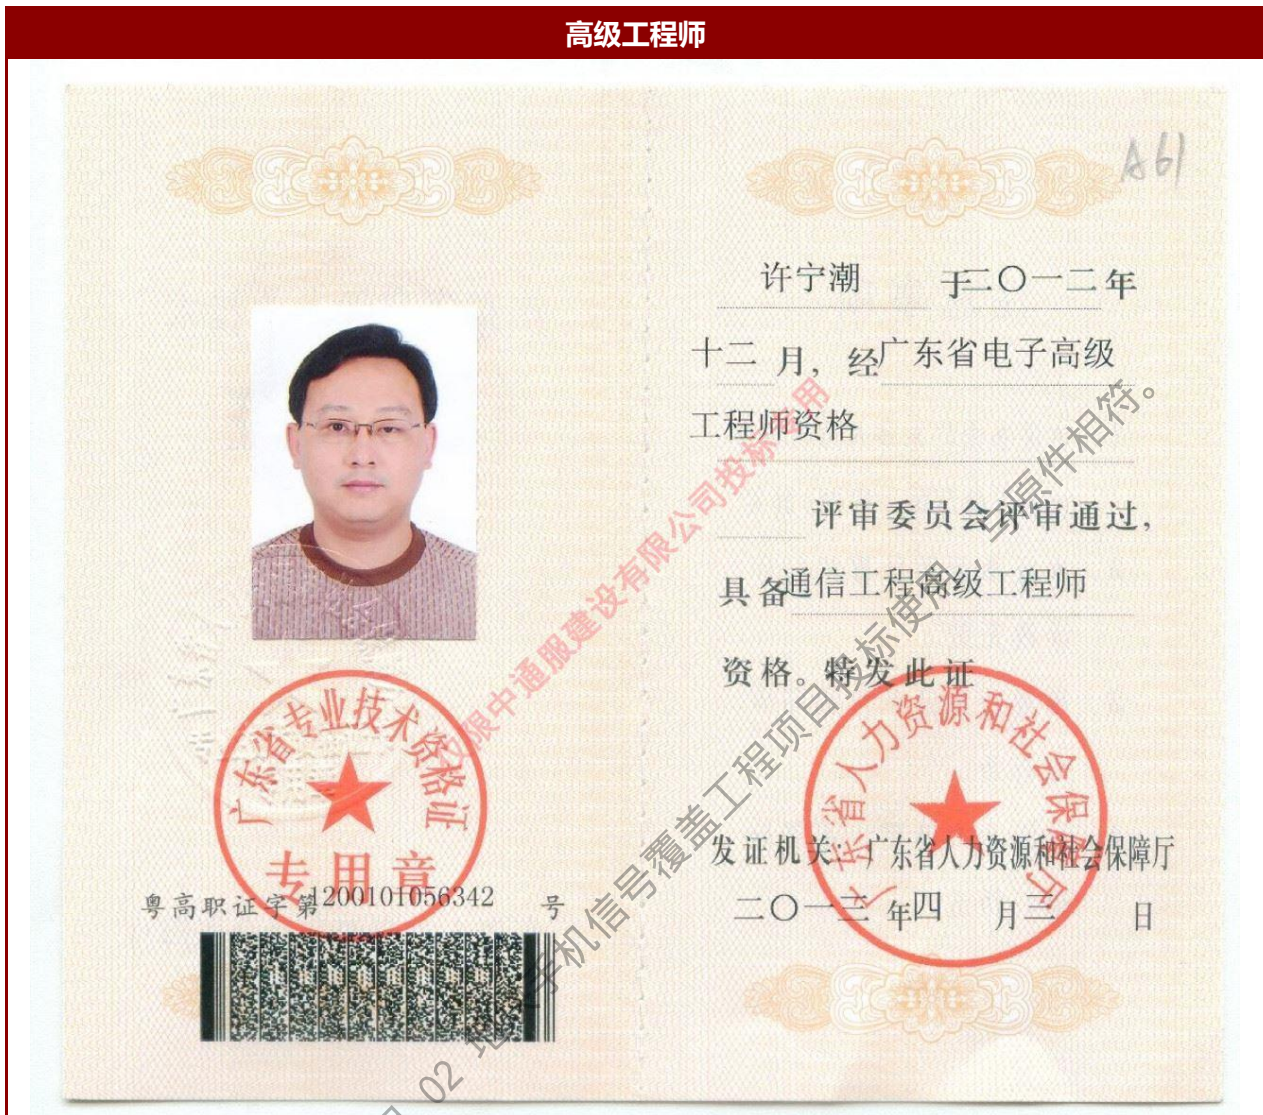 高级工程师
A61
许宁潮 于二〇一二年
十二月，经广东省电子高级
工程师资格
评审委员会评审通过，
具备通信工程高级工程师
资格。特发此证
广东省人力资源和社会保障厅
发证机关：广东省人力资源和社会保障厅
二〇一三年四月三日
广东省专业技术资格证
专用章
粤高职证字第1200101056342号
仅限中通服建设有限公司投标专用
手机信号覆盖工程项目投标使用，与原件相符。
02